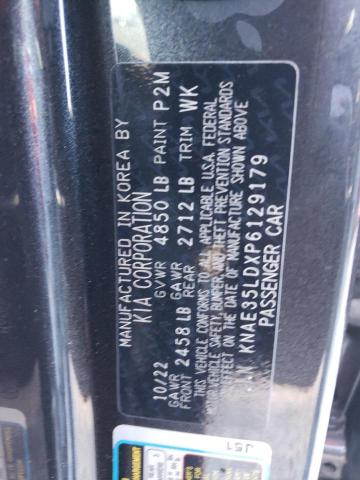 MANUFACTURED IN KOREA BY
KIA CORPORATION
10/22 GVWR 4850 LB PAINT P2M
GAWR FRONT 2458 LB GAWR REAR 2712 LB TRIM WK
THIS VEHICLE CONFORMS TO ALL APPLICABLE U.S.A. FEDERAL
MOTOR VEHICLE SAFETY, BUMPER, AND THEFT PREVENTION STANDARDS
IN EFFECT ON THE DATE OF MANUFACTURE SHOWN ABOVE
KNAE35LDXP6129179
PASSENGER CAR
J51